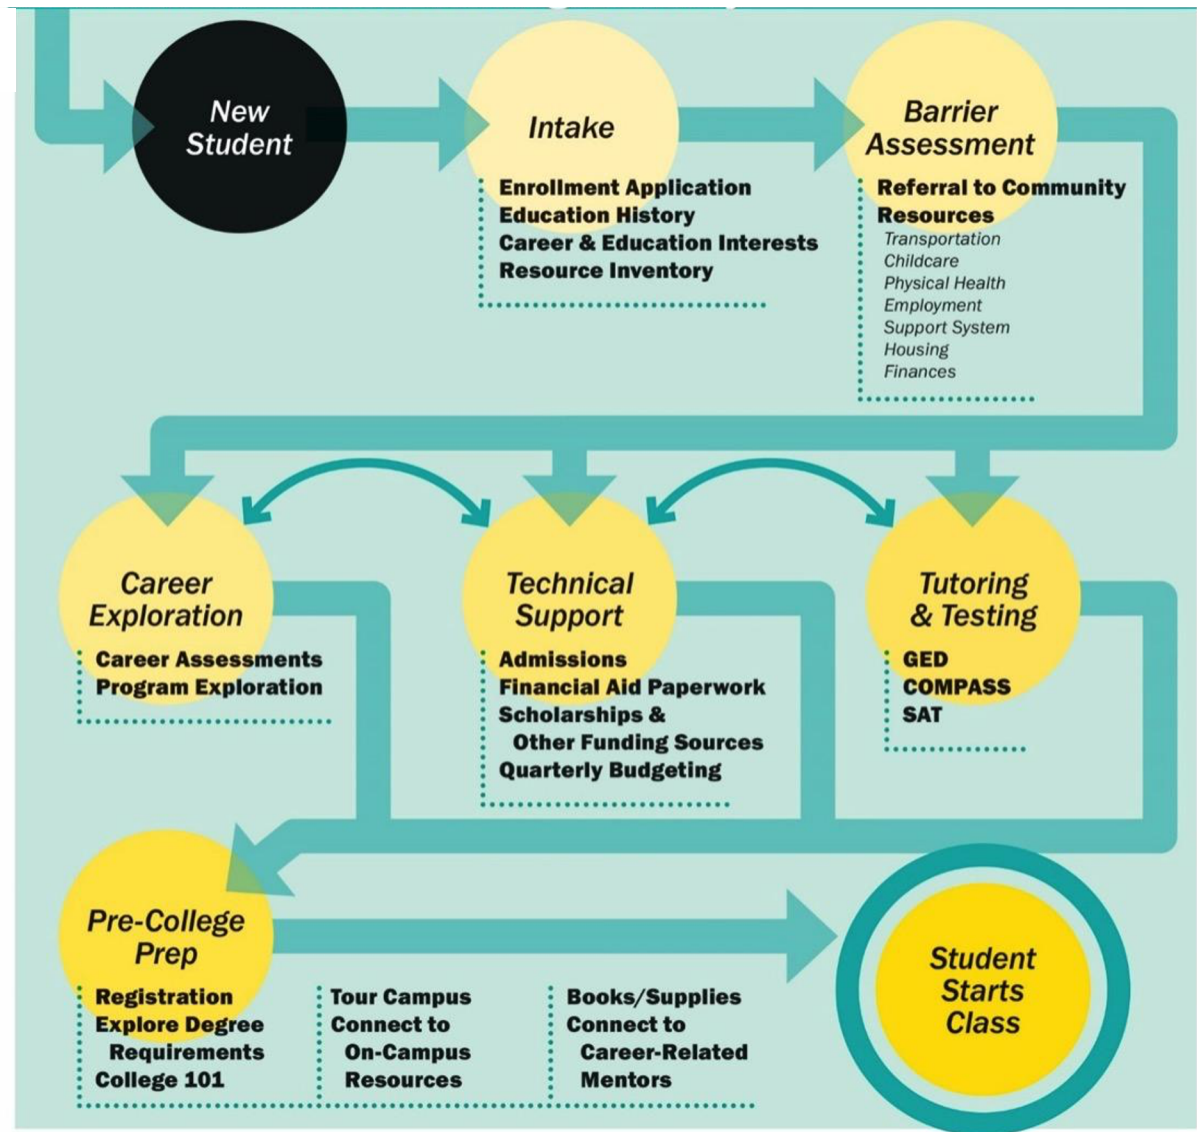 New
Student
Intake
Enrollment Application
Education History
Career & Education Interests
Resource Inventory
Barrier
Assessment
Referral to Community
Resources
Transportation
Childcare
Physical Health
Employment
Support System
Housing
Finances
Career
Exploration
Career Assessments
Program Exploration
Technical
Support
Admissions
Financial Aid Paperwork
Scholarships &
Other Funding Sources
Quarterly Budgeting
Tutoring
& Testing
GED
COMPASS
SAT
Pre-College
Prep
Registration
Explore Degree
Requirements
College 101
Tour Campus
Connect to
On-Campus
Resources
Books/Supplies
Connect to
Career-Related
Mentors
Student
Starts
Class